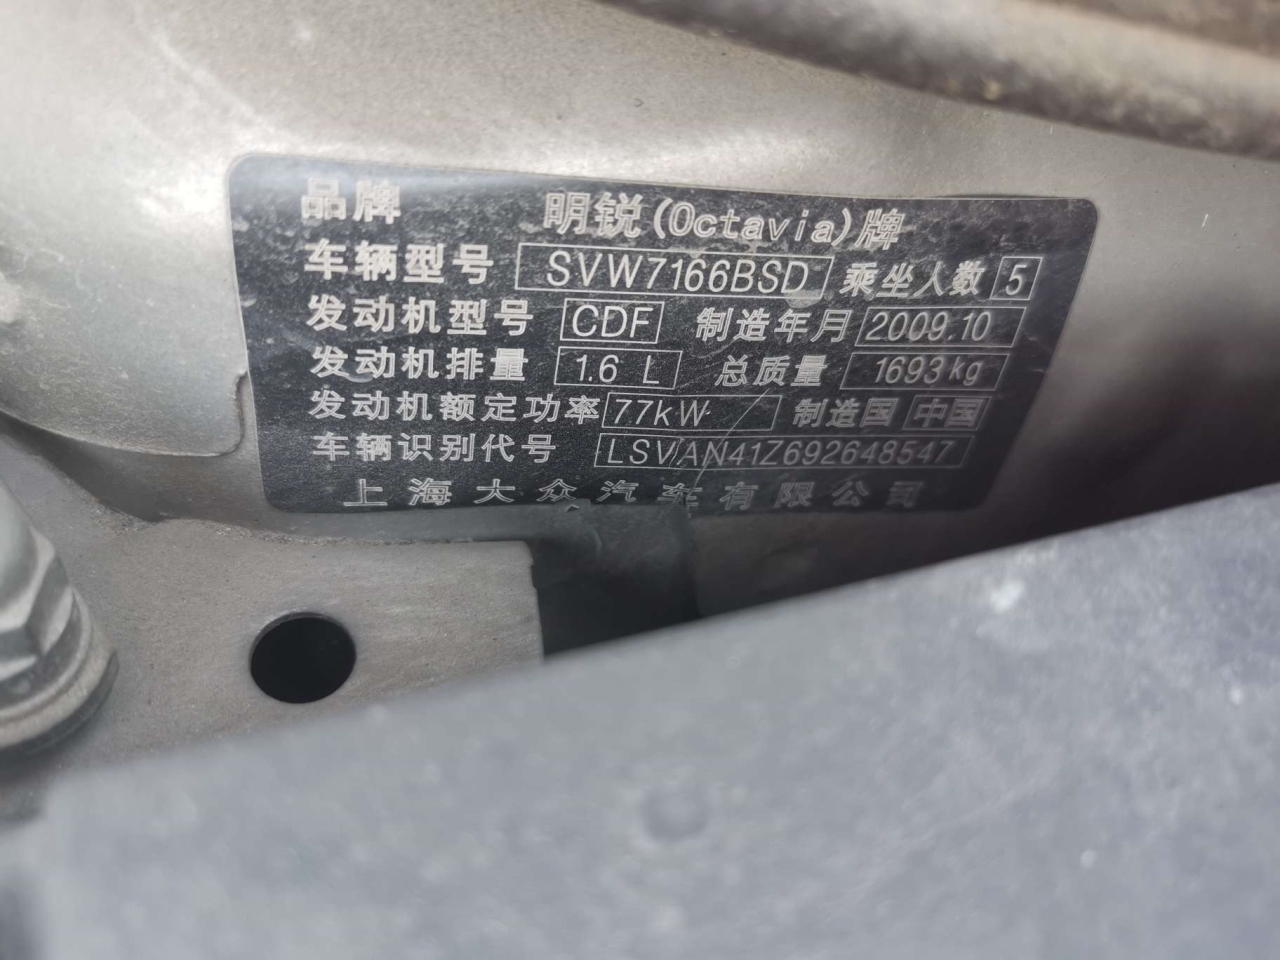 品牌 明锐(Octavia)牌
车辆型号 SVW7166BSD 乘坐人数 5
发动机型号 CDF 制造年月 2009.10
发动机排量 1.6 L 总质量 1693kg
发动机额定功率 77kW 制造国 中国
车辆识别代号 LSVAN41Z692648547
上海大众汽车有限公司